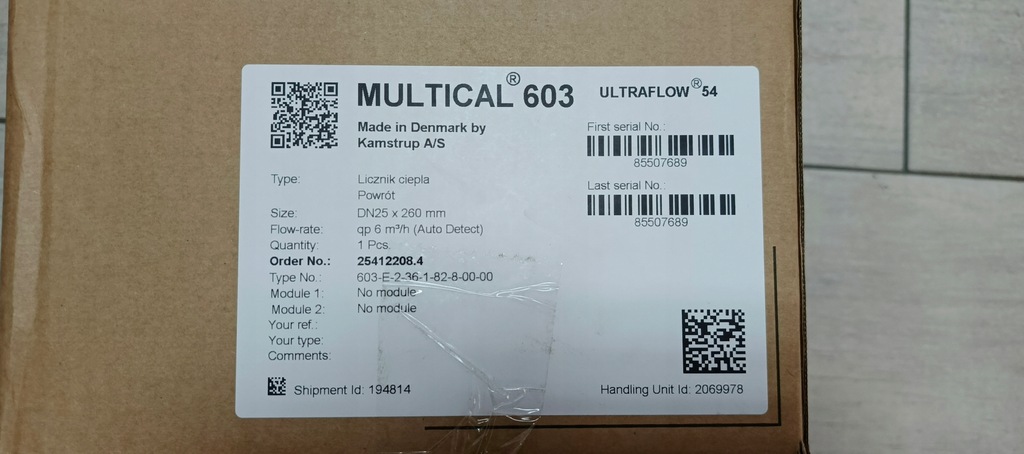 MULTICAL® 603 ULTRAFLOW® 54
Made in Denmark by
Kamstrup A/S
First serial No.:
85507689
Last serial No.:
85507689
Type: Licznik ciepla
Powrót
Size: DN25 x 260 mm
Flow-rate: qp 6 m³/h (Auto Detect)
Quantity: 1 Pcs.
Order No.: 25412208.4
Type No.: 603-E-2-36-1-82-8-00-00
Module 1: No module
Module 2: No module
Your ref.:
Your type:
Comments:
Shipment Id: 194814
Handling Unit Id: 2069978